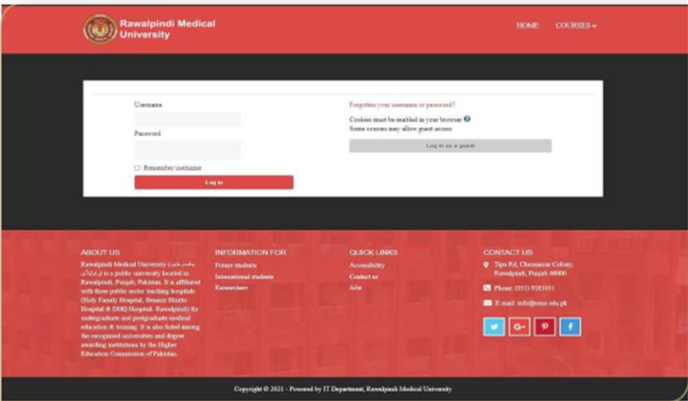 Rawalpindi Medical
University
HOME COURSES
Username
Password
Remember username
Log in
Forgotten your username or password?
Cookies must be enabled in your browser
Some courses may allow guest access
Log in as a guest
ABOUT US
Rawalpindi Medical University
is a public university located in
Rawalpindi, Punjab, Pakistan. It is affiliated
with three public sector teaching hospitals
(Holy Family Hospital, Benazir Bhutto
Hospital & DHQ Hospital. Rawalpindi) for
undergraduate and postgraduate medical
education & training. It is also listed among
the recognised universities and degree
awarding institutions by the Higher
Education Commission of Pakistan.
INFORMATION FOR
Future students
International students
Researchers
QUICK LINKS
Accessibility
Contact us
Jobs
CONTACT US
Tipu Rd, Chamanzar Colony,
Rawalpindi, Punjab 46000
Phone: (051) 9281011
E-mail: info@rmur.edu.pk
Copyright © 2021 - Powered by IT Department, Rawalpindi Medical University